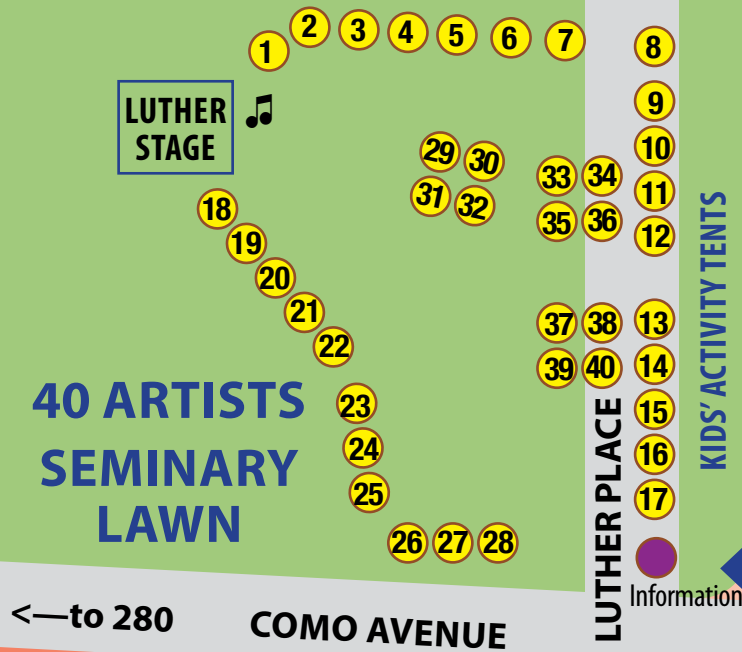 1
2
3
4
5
6
7
8
9
10
11
12
13
14
15
16
17
LUTHER
STAGE
29 30
31 32
33 34
35 36
18
19
20
21
22
37 38
39 40
23
24
25
26 27 28
40 ARTISTS
SEMINARY
LAWN
KIDS' ACTIVITY TENTS
LUTHER PLACE
Information
<—to 280
COMO AVENUE